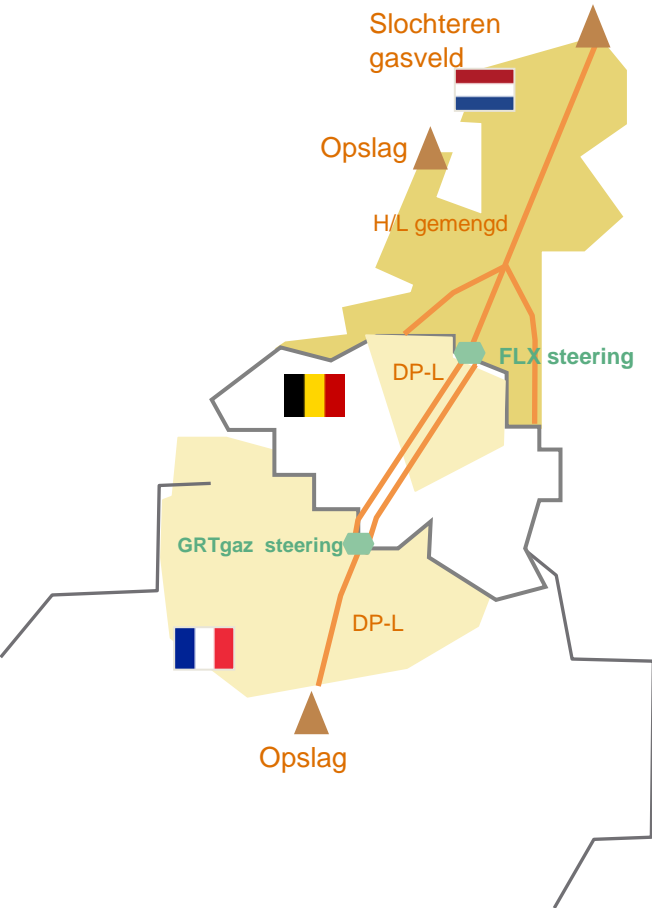 Slochteren
gasveld
Opslag
H/L gemengd
FLX steering
DP-L
GRTgaz steering
DP-L
Opslag